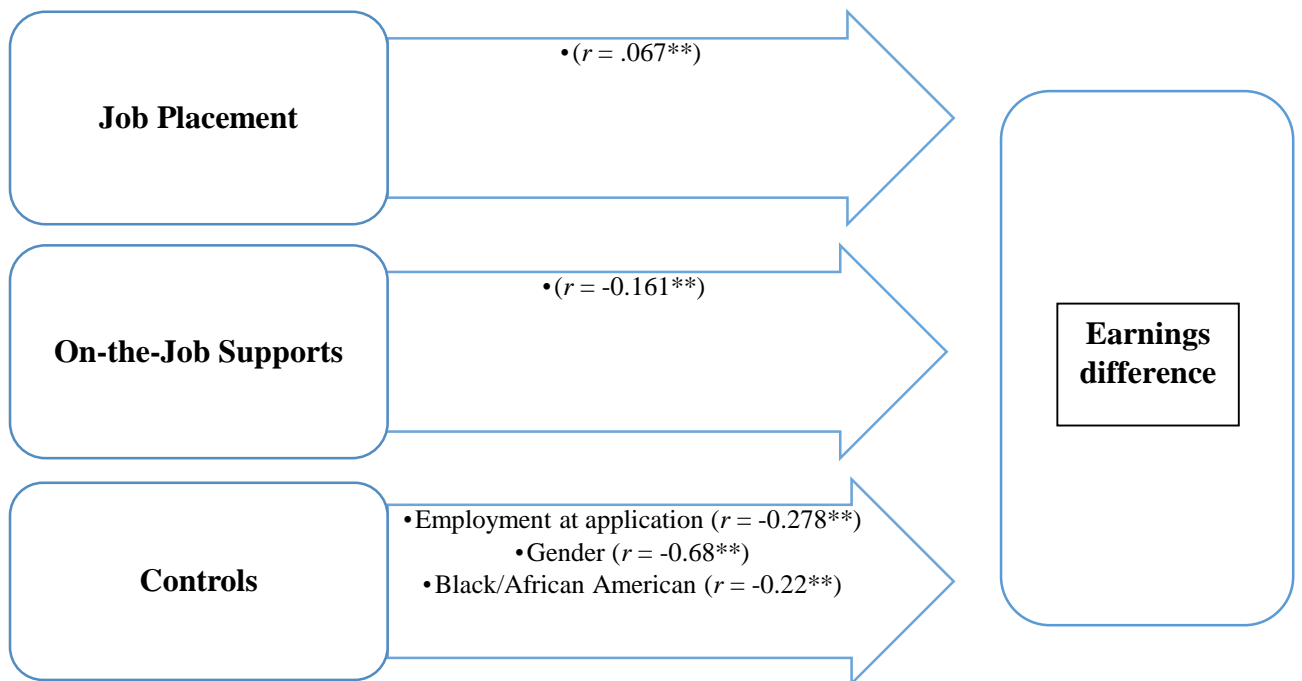 Job Placement
•(r = .067**)
On-the-Job Supports
•(r = -0.161**)
Controls
•Employment at application (r = -0.278**)
•Gender (r = -0.68**)
•Black/African American (r = -0.22**)
Earnings
difference